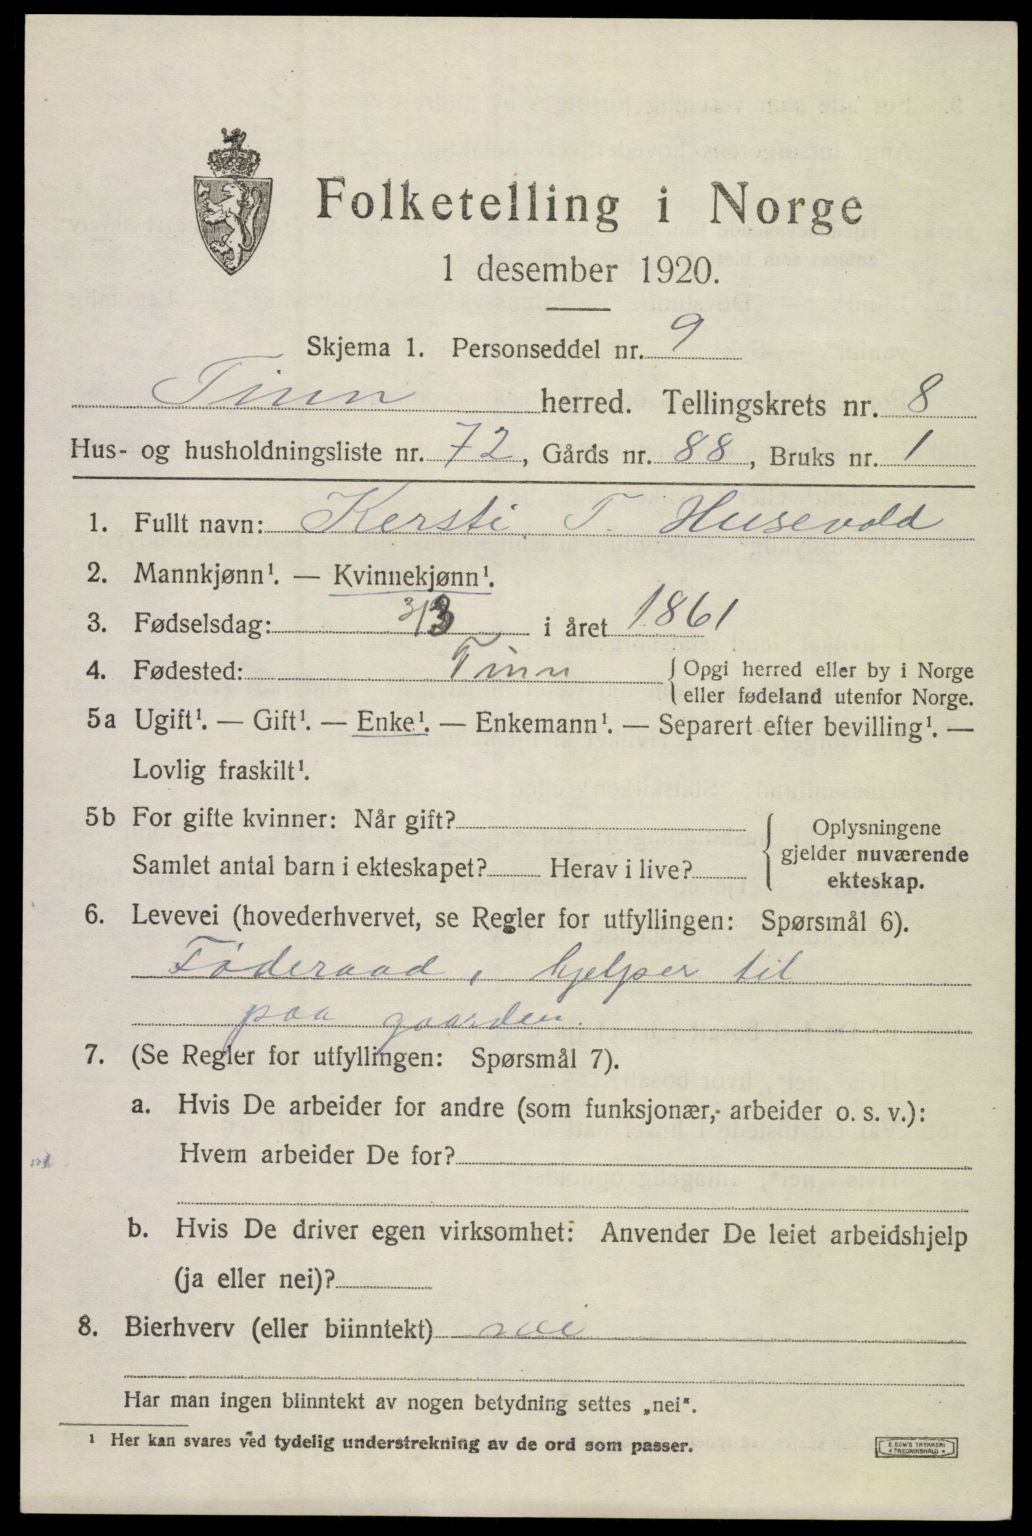 Folketelling i Norge
1 desember 1920.
Skjema 1. Personseddel nr. 9
Tinn herred. Tellingskrets nr. 8
Hus- og husholdningsliste nr. 72, Gårds nr. 88, Bruks nr. 1
1. Fullt navn: Kersti T. Husevold
2. Mannkjønn¹. — Kvinnekjønn¹.
3. Fødselsdag: 3/3 i året 1861
4. Fødested: Tinn { Opgi herred eller by i Norge
eller fødeland utenfor Norge.
5a Ugift¹. — Gift¹. — Enke¹. — Enkemann¹. — Separert efter bevilling¹. —
Lovlig fraskilt¹.
5b For gifte kvinner: Når gift?
Samlet antal barn i ekteskapet? Herav i live?
{ Oplysningene
gjelder nuværende
ekteskap.
6. Levevei (hovederhvervet, se Regler for utfyllingen: Spørsmål 6).
Føderaad, hjelper til
paa gaarden.
7. (Se Regler for utfyllingen: Spørsmål 7).
a. Hvis De arbeider for andre (som funksjonær, arbeider o. s. v.):
Hvem arbeider De for?
b. Hvis De driver egen virksomhet: Anvender De leiet arbeidshjelp
(ja eller nei)?
8. Bierhverv (eller biinntekt) nei
Har man ingen biinntekt av nogen betydning settes „nei".
¹ Her kan svares ved tydelig understrekning av de ord som passer.